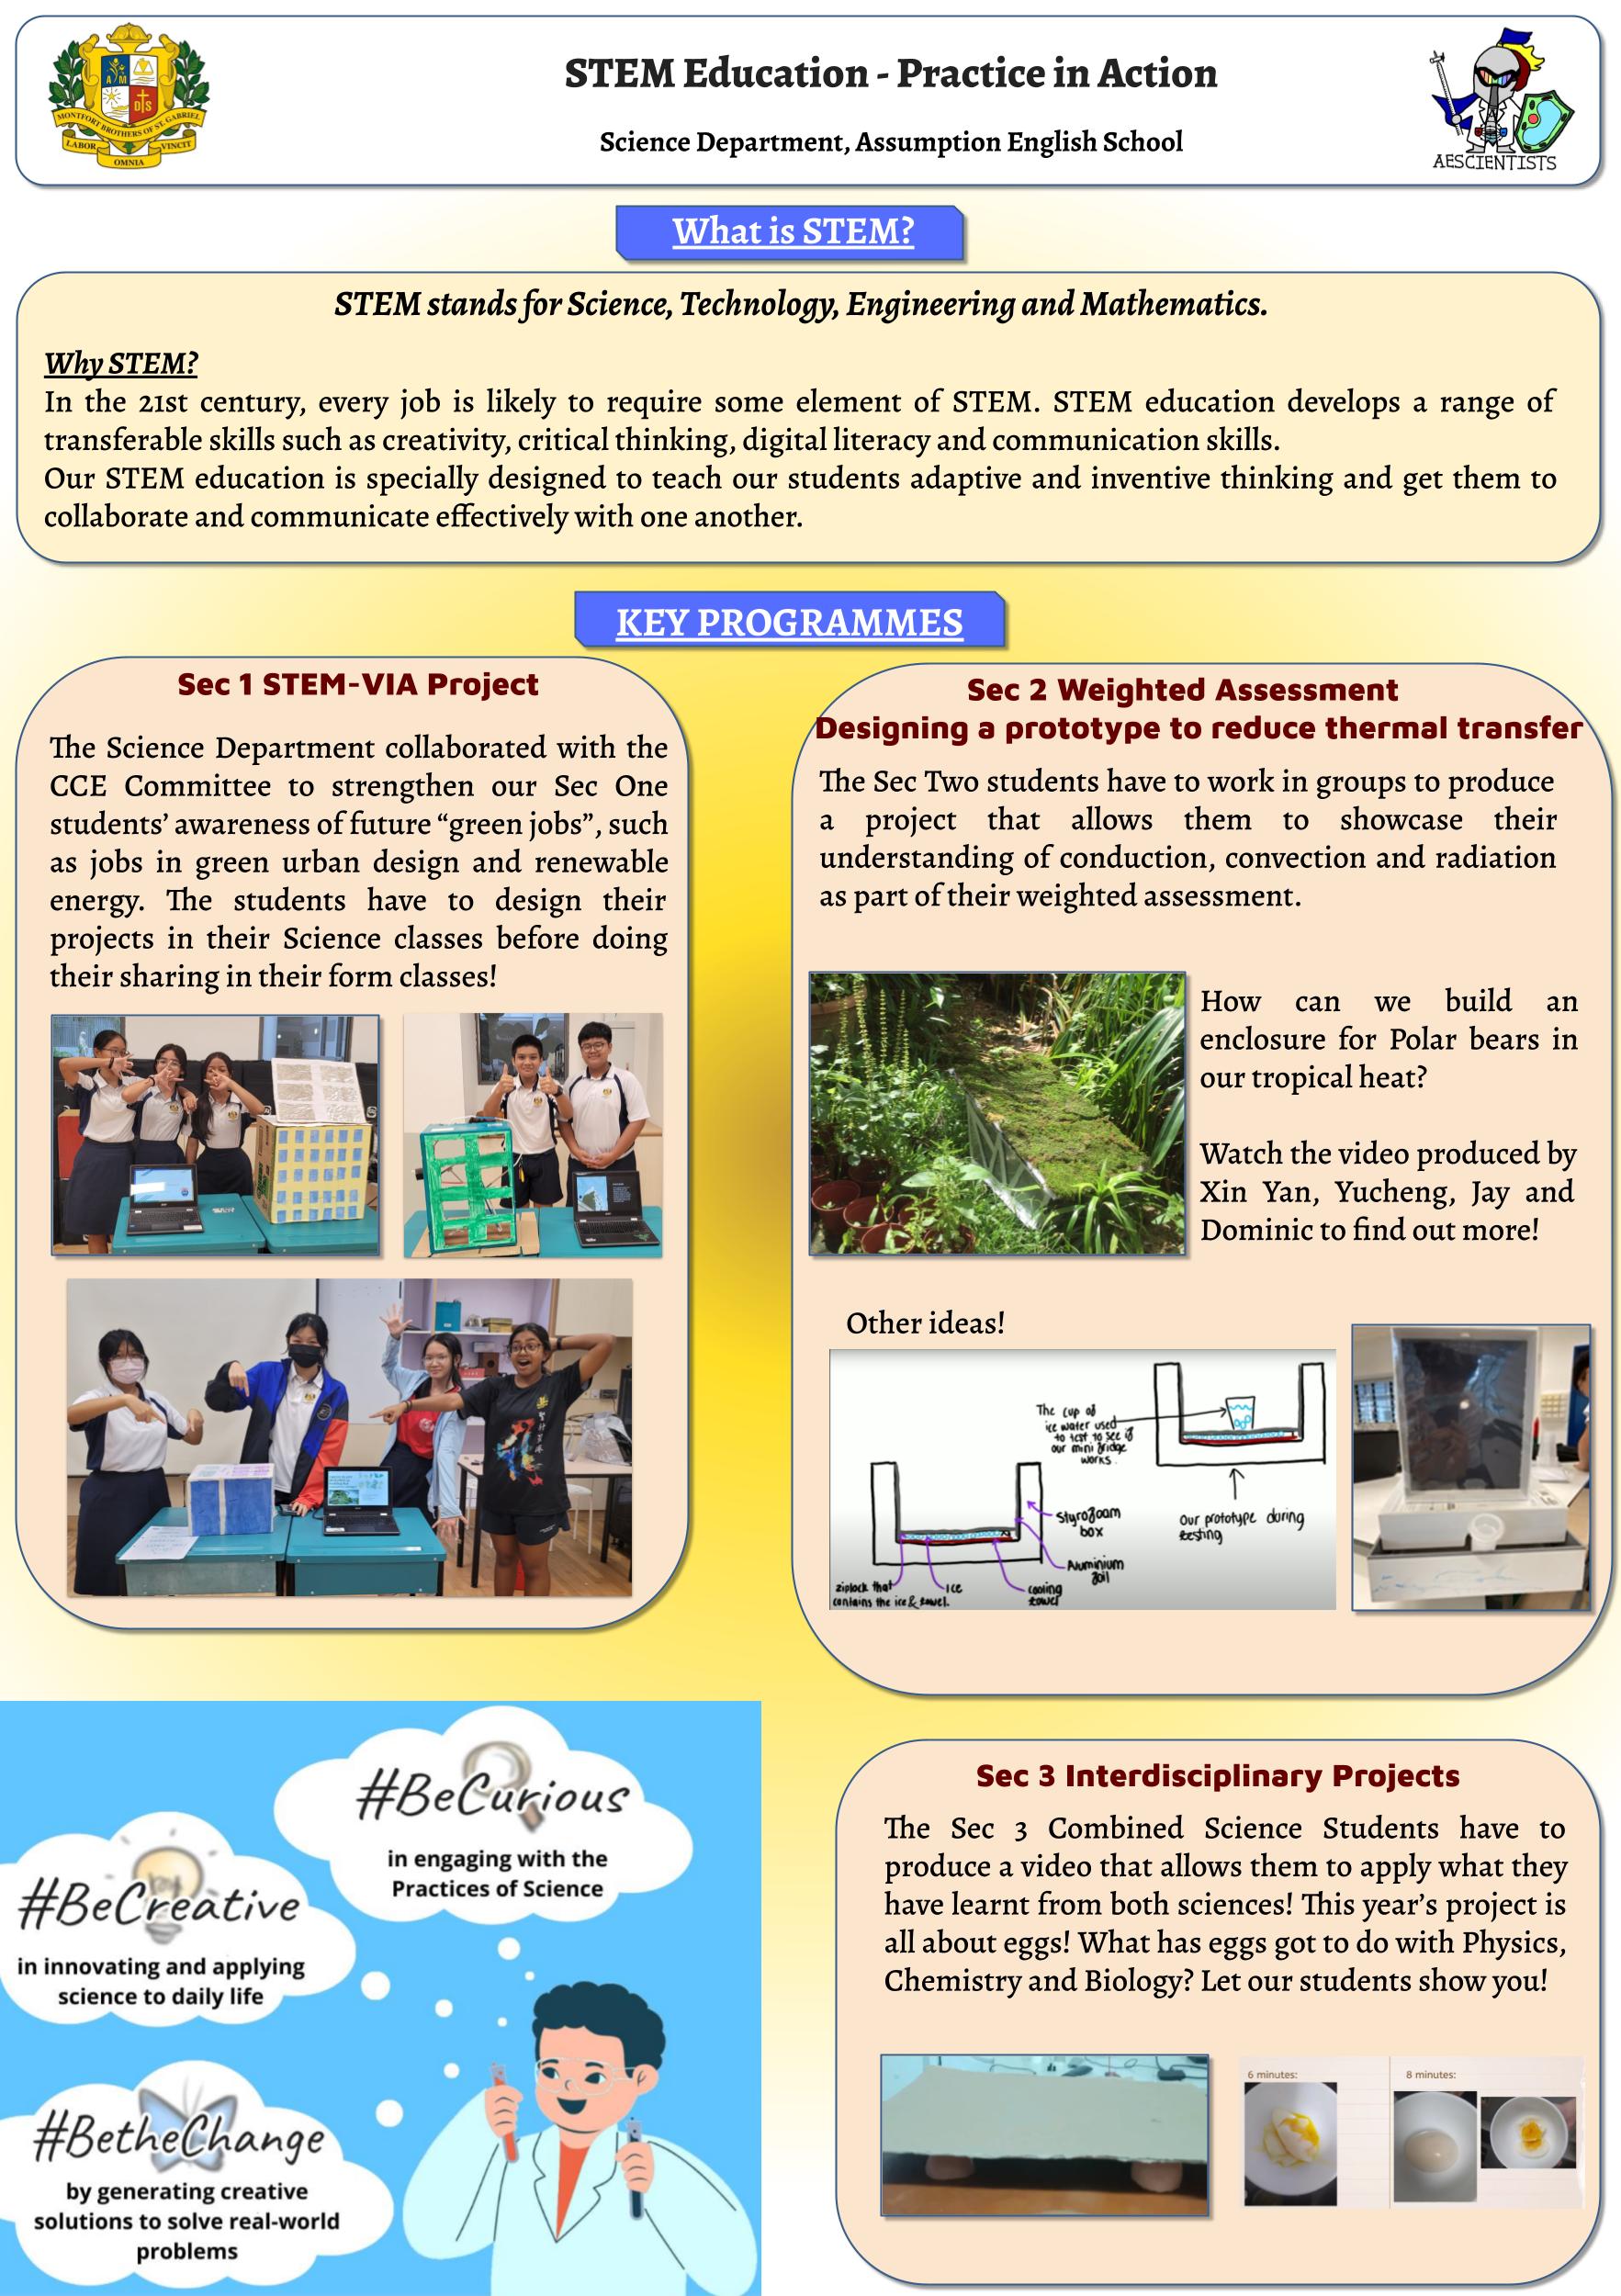 MONTFORT BROTHERS OF ST. GABRIEL
LABOR OMNIA VINCIT
STEM Education - Practice in Action
Science Department, Assumption English School
AESCIENTISTS
What is STEM?
STEM stands for Science, Technology, Engineering and Mathematics.
Why STEM?
In the 21st century, every job is likely to require some element of STEM. STEM education develops a range of
transferable skills such as creativity, critical thinking, digital literacy and communication skills.
Our STEM education is specially designed to teach our students adaptive and inventive thinking and get them to
collaborate and communicate effectively with one another.
KEY PROGRAMMES
Sec 1 STEM-VIA Project
The Science Department collaborated with the
CCE Committee to strengthen our Sec One
students’ awareness of future “green jobs”, such
as jobs in green urban design and renewable
energy. The students have to design their
projects in their Science classes before doing
their sharing in their form classes!
Sec 2 Weighted Assessment
Designing a prototype to reduce thermal transfer
The Sec Two students have to work in groups to produce
a project that allows them to showcase their
understanding of conduction, convection and radiation
as part of their weighted assessment.
How can we build an
enclosure for Polar bears in
our tropical heat?
Watch the video produced by
Xin Yan, Yucheng, Jay and
Dominic to find out more!
Other ideas!
The cup of
ice water used
to test to see if
our mini fridge
works.
Our prototype during
testing
Styrofoam
box
Aluminium
foil
cooling
towel
ice
ziplock that
contains the ice & towel.
#BeCurious
in engaging with the
Practices of Science
#BeCreative
in innovating and applying
science to daily life
#BetheChange
by generating creative
solutions to solve real-world
problems
Sec 3 Interdisciplinary Projects
The Sec 3 Combined Science Students have to
produce a video that allows them to apply what they
have learnt from both sciences! This year’s project is
all about eggs! What has eggs got to do with Physics,
Chemistry and Biology? Let our students show you!
6 minutes:
8 minutes: